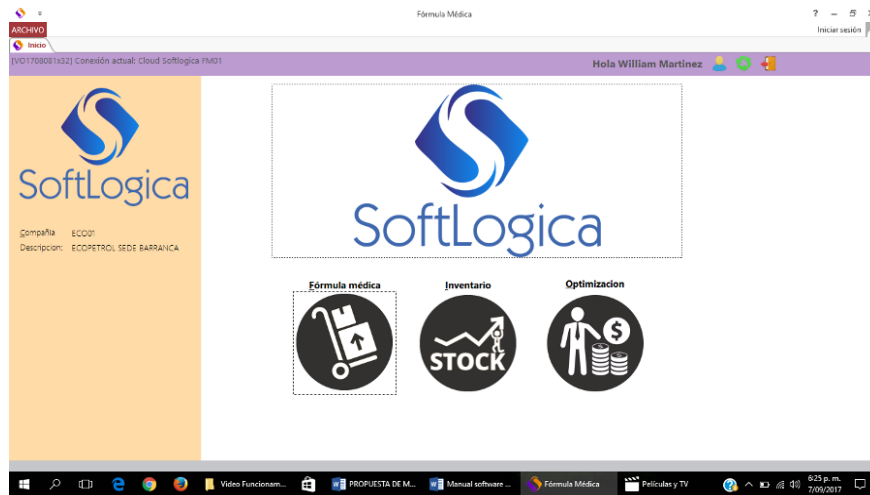 Fórmula Médica
ARCHIVO
Iniciar sesión
Inicio
[VO1708081x32] Conexión actual: Cloud Softlogica FM01
Hola William Martinez
SoftLogica
SoftLogica
Compañía ECO01
Descripcion: ECOPETROL SEDE BARRANCA
Fórmula médica Inventario Optimizacion
STOCK
Video Funcionam... PROPUESTA DE M... Manual software ... Fórmula Médica Películas y TV
6:25 p. m.
7/09/2017